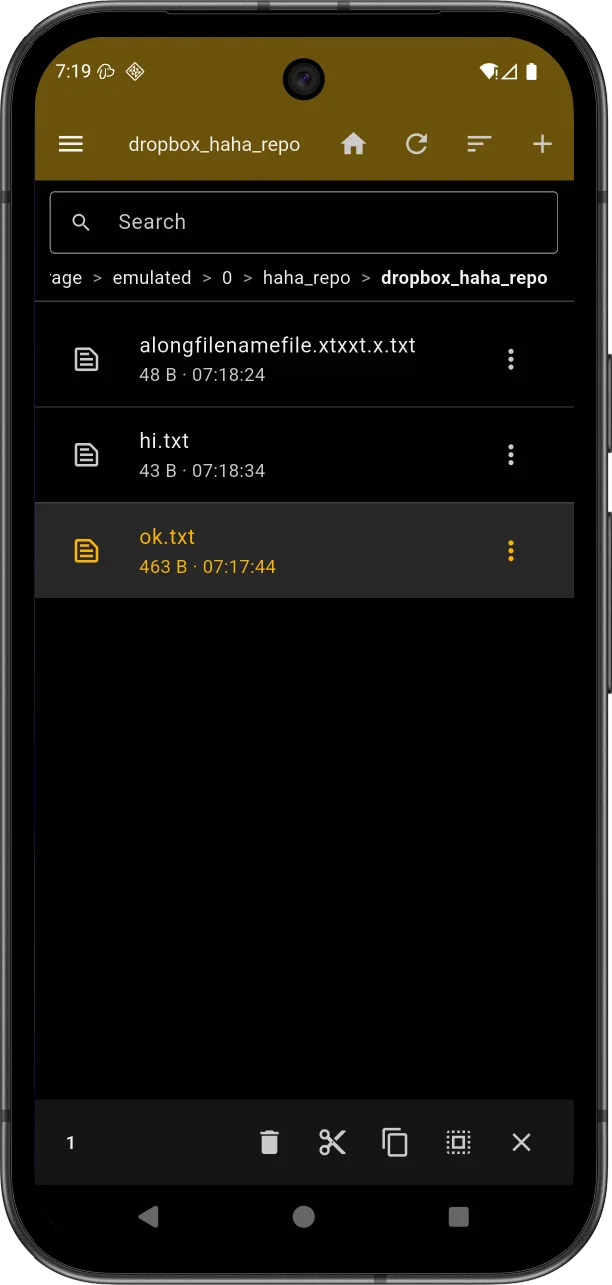 7:19
dropbox_haha_repo
Search
rage > emulated > 0 > haha_repo > dropbox_haha_repo
alongfilenamefile.xtxxt.x.txt
48 B · 07:18:24
hi.txt
43 B · 07:18:34
ok.txt
463 B · 07:17:44
1